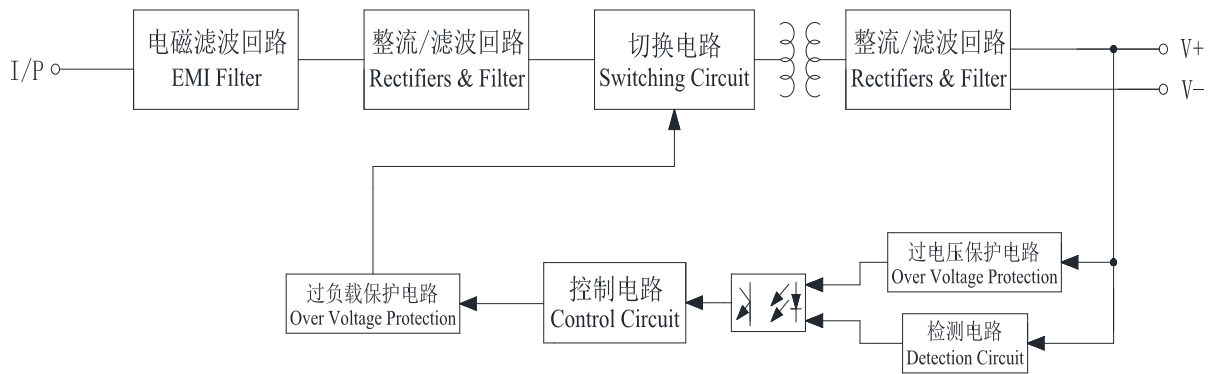 I/P
电磁滤波回路
EMI Filter
整流/滤波回路
Rectifiers & Filter
切换电路
Switching Circuit
整流/滤波回路
Rectifiers & Filter
V+
V-
过负载保护电路
Over Voltage Protection
控制电路
Control Circuit
过电压保护电路
Over Voltage Protection
检测电路
Detection Circuit